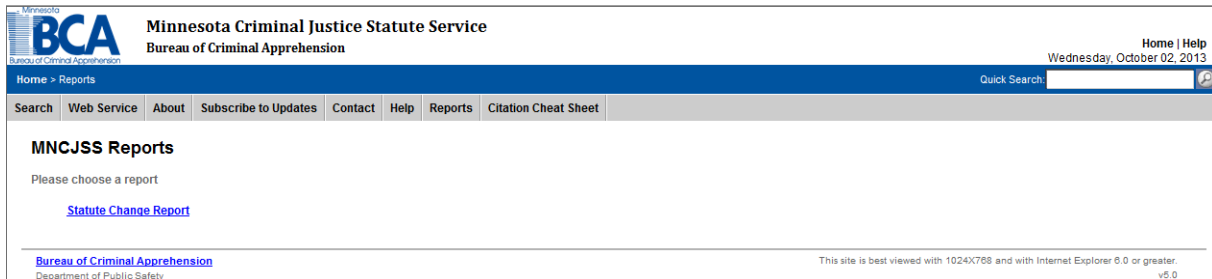 Minnesota
BCA
Bureau of Criminal Apprehension
Minnesota Criminal Justice Statute Service
Bureau of Criminal Apprehension
Home | Help
Wednesday, October 02, 2013
Home > Reports
Quick Search:
Search Web Service About Subscribe to Updates Contact Help Reports Citation Cheat Sheet
MNCJSS Reports
Please choose a report
Statute Change Report
Bureau of Criminal Apprehension
Department of Public Safety
This site is best viewed with 1024X768 and with Internet Explorer 6.0 or greater.
v5.0